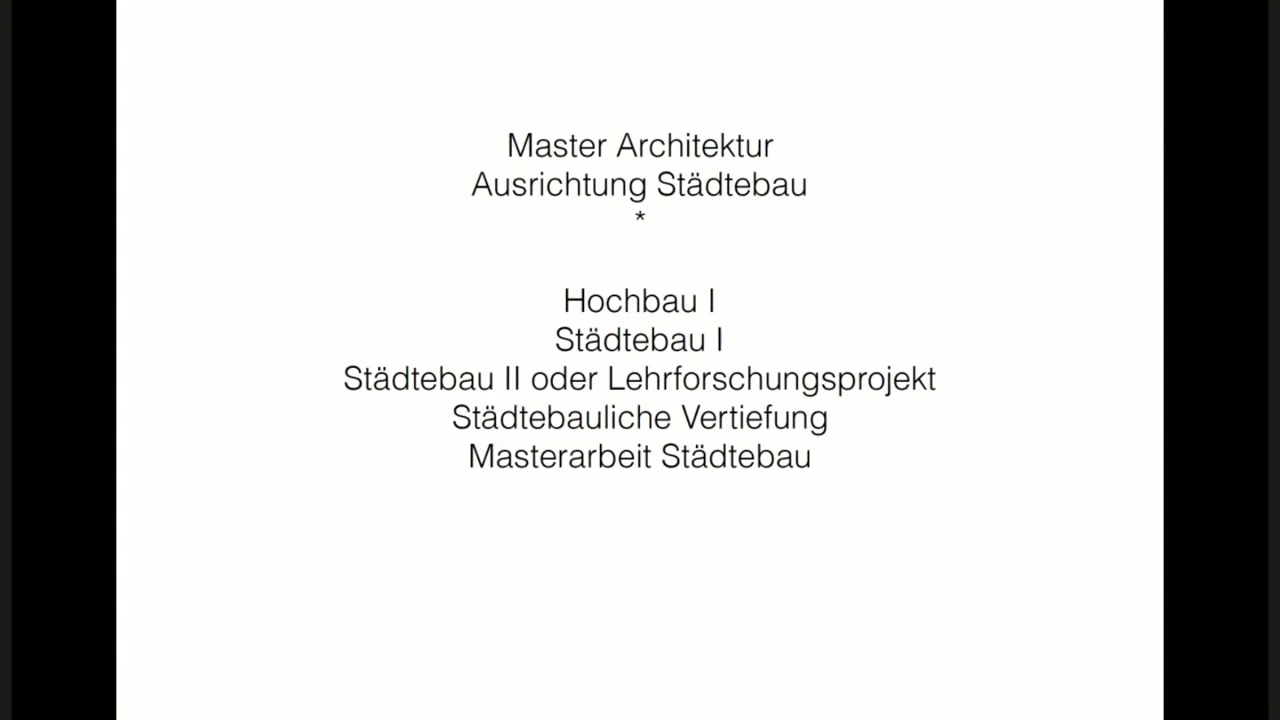 Master Architektur
Ausrichtung Städtebau
*
Hochbau I
Städtebau I
Städtebau II oder Lehrforschungsprojekt
Städtebauliche Vertiefung
Masterarbeit Städtebau